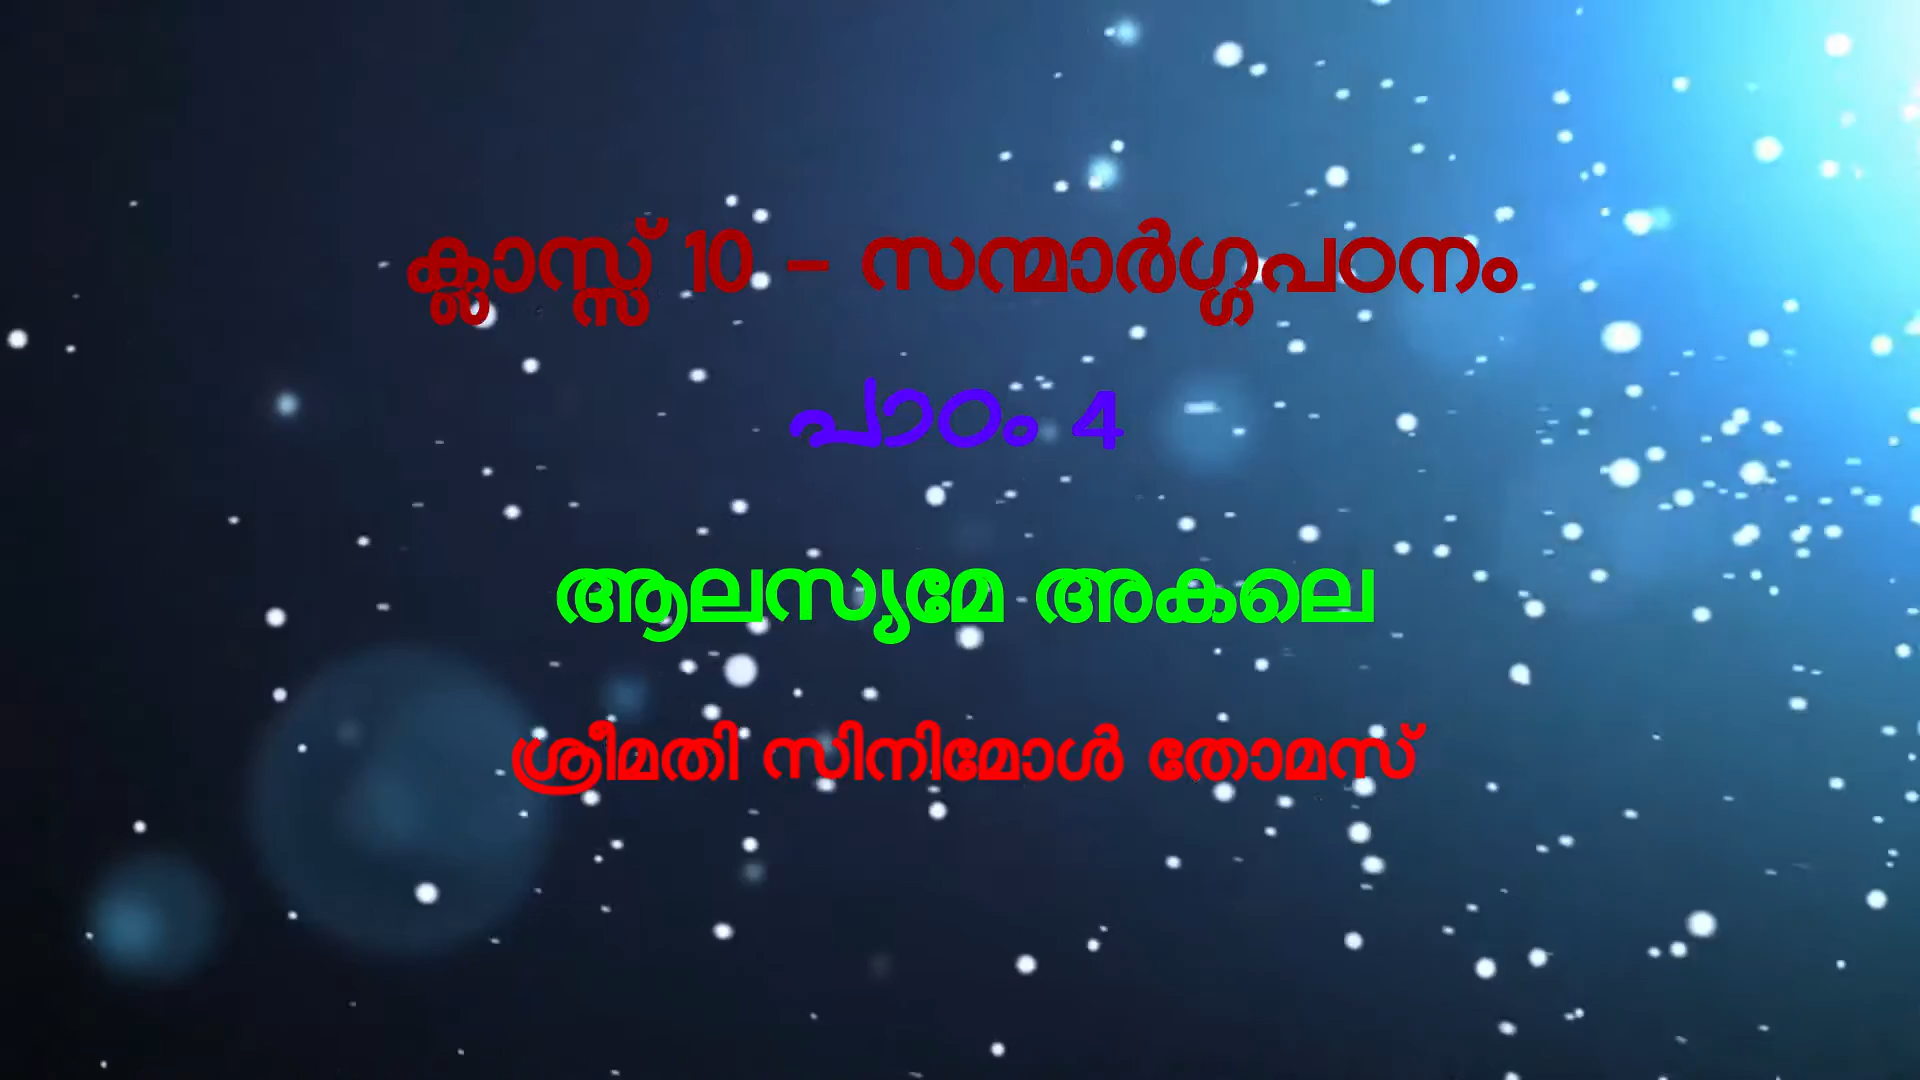 ക്ലാസ്സ് 10 – സന്മാർഗ്ഗപഠനം
പാഠം 4
ആലസ്യമേ അകലെ
ശ്രീമതി സിനിമോൾ തോമസ്